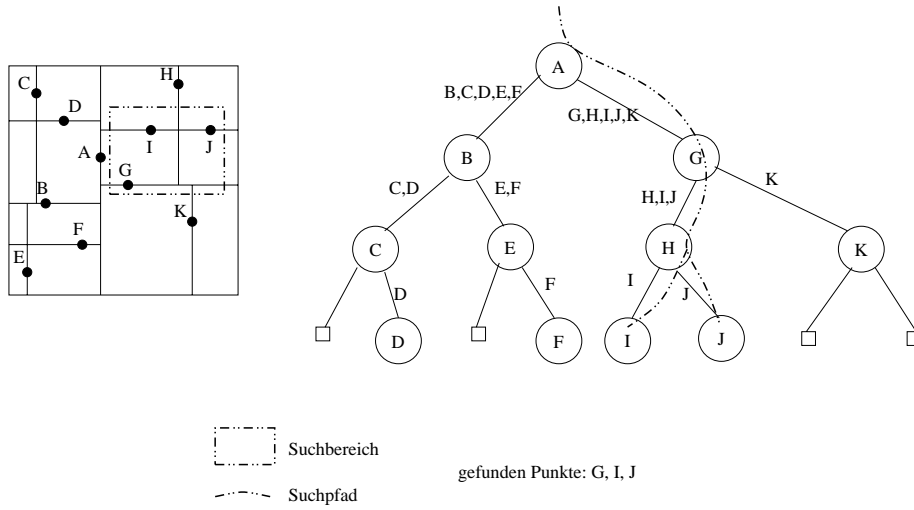 C
H
D
A
I
J
G
B
K
F
E
A
B,C,D,E,F
G,H,I,J,K
B
G
C,D
E,F
H,I,J
K
C
E
H
K
D
F
I
J
D
F
I
J
Suchbereich
Suchpfad
gefunden Punkte: G, I, J